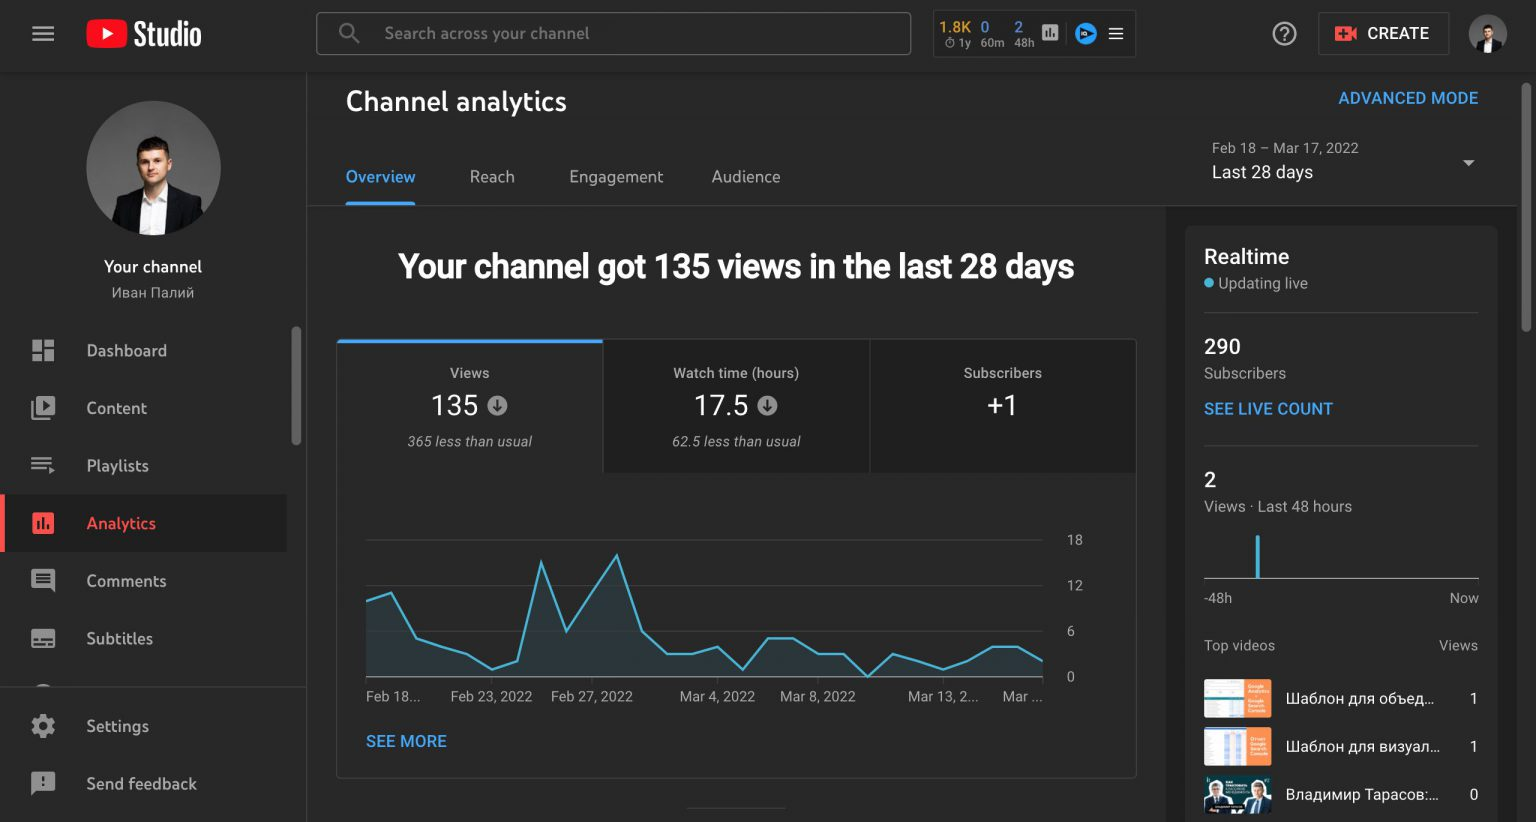 Studio
Search across your channel
1.8K 0 2
1y 60m 48h
CREATE
Your channel
Иван Палий
Dashboard
Content
Playlists
Analytics
Comments
Subtitles
Settings
Send feedback
Channel analytics
ADVANCED MODE
Overview Reach Engagement Audience
Feb 18 – Mar 17, 2022
Last 28 days
Your channel got 135 views in the last 28 days
Views
135
365 less than usual
Watch time (hours)
17.5
62.5 less than usual
Subscribers
+1
18
12
6
0
Feb 18... Feb 23, 2022 Feb 27, 2022 Mar 4, 2022 Mar 8, 2022 Mar 13, 2... Mar ...
SEE MORE
Realtime
Updating live
290
Subscribers
SEE LIVE COUNT
2
Views · Last 48 hours
-48h Now
Top videos Views
Шаблон для объед... 1
Шаблон для визуал... 1
Владимир Тарасов:... 0